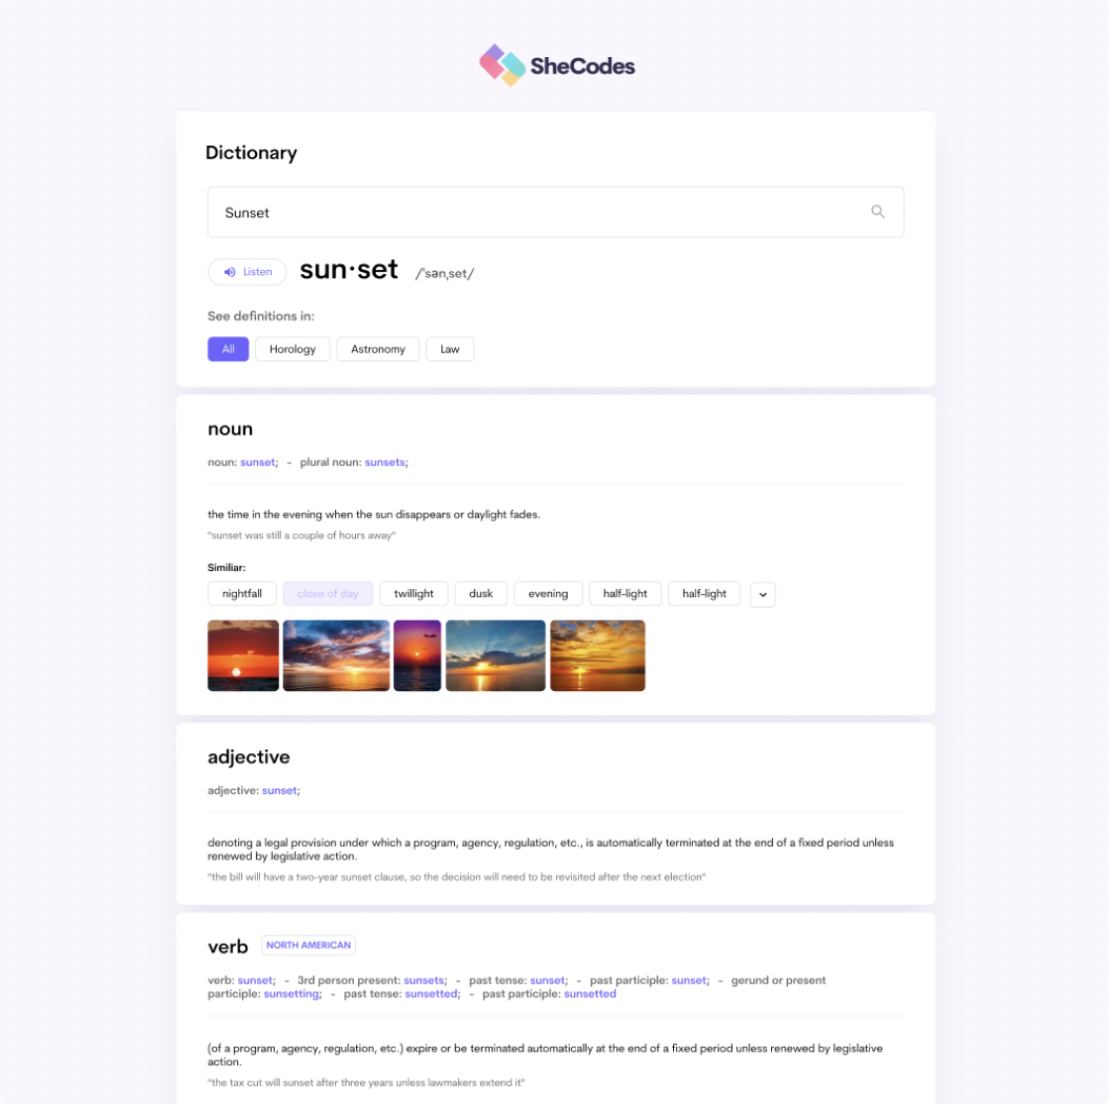 SheCodes
Dictionary
Sunset
Listen
sun·set /ˈsənˌset/
See definitions in:
All Horology Astronomy Law
noun
noun: sunset; - plural noun: sunsets;
the time in the evening when the sun disappears or daylight fades.
"sunset was still a couple of hours away"
Similiar:
nightfall close of day twillight dusk evening half-light half-light
adjective
adjective: sunset;
denoting a legal provision under which a program, agency, regulation, etc., is automatically terminated at the end of a fixed period unless
renewed by legislative action.
"the bill will have a two-year sunset clause, so the decision will need to be revisited after the next election"
verb NORTH AMERICAN
verb: sunset; - 3rd person present: sunsets; - past tense: sunset; - past participle: sunset; - gerund or present
participle: sunsetting; - past tense: sunsetted; - past participle: sunsetted
(of a program, agency, regulation, etc.) expire or be terminated automatically at the end of a fixed period unless renewed by legislative
action.
"the tax cut will sunset after three years unless lawmakers extend it"